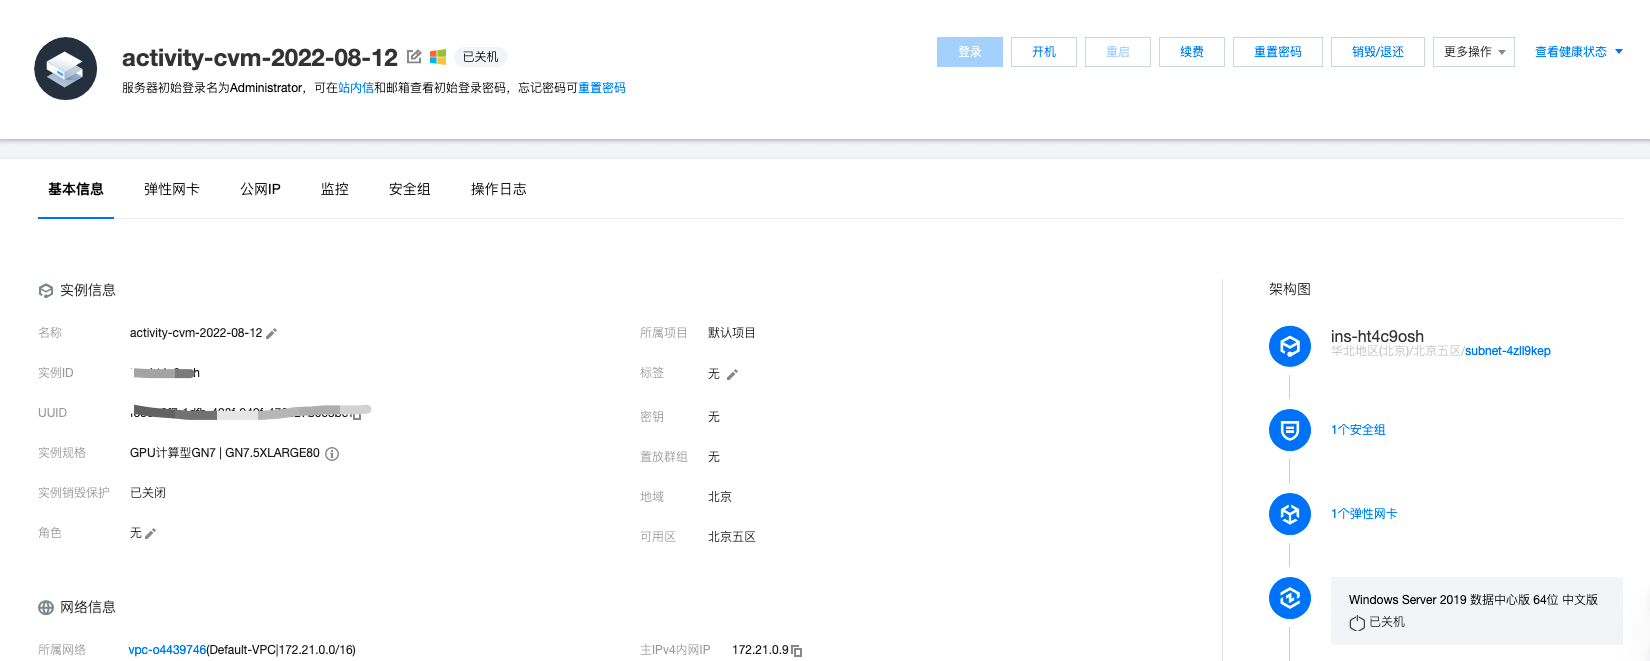 activity-cvm-2022-08-12 已关机
登录 开机 重启 续费 重置密码 销毁/退还 更多操作 查看健康状态
服务器初始登录名为Administrator，可在站内信和邮箱查看初始登录密码，忘记密码可重置密码
基本信息 弹性网卡 公网IP 监控 安全组 操作日志
实例信息
名称 activity-cvm-2022-08-12
实例ID
UUID
实例规格 GPU计算型GN7 | GN7.5XLARGE80
实例销毁保护 已关闭
角色 无
所属项目 默认项目
标签 无
密钥 无
置放群组 无
地域 北京
可用区 北京五区
网络信息
所属网络 vpc-o4439746(Default-VPC|172.21.0.0/16)
主IPv4内网IP 172.21.0.9
架构图
ins-ht4c9osh
华北地区(北京)/北京五区/subnet-4zll9kep
1个安全组
1个弹性网卡
Windows Server 2019 数据中心版 64位 中文版
已关机